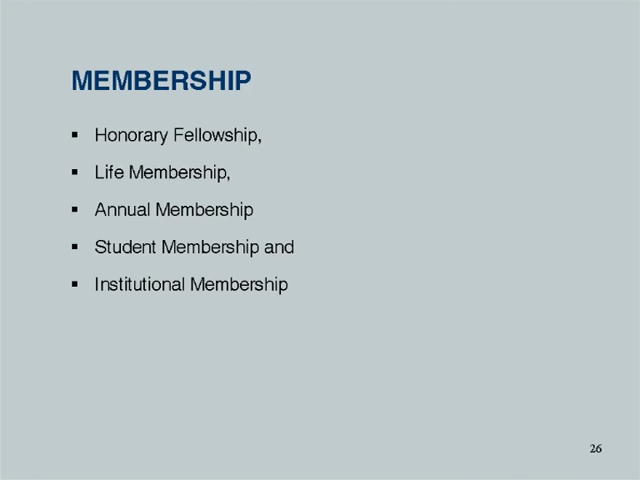 MEMBERSHIP
▪ Honorary Fellowship,
▪ Life Membership,
▪ Annual Membership
▪ Student Membership and
▪ Institutional Membership
26